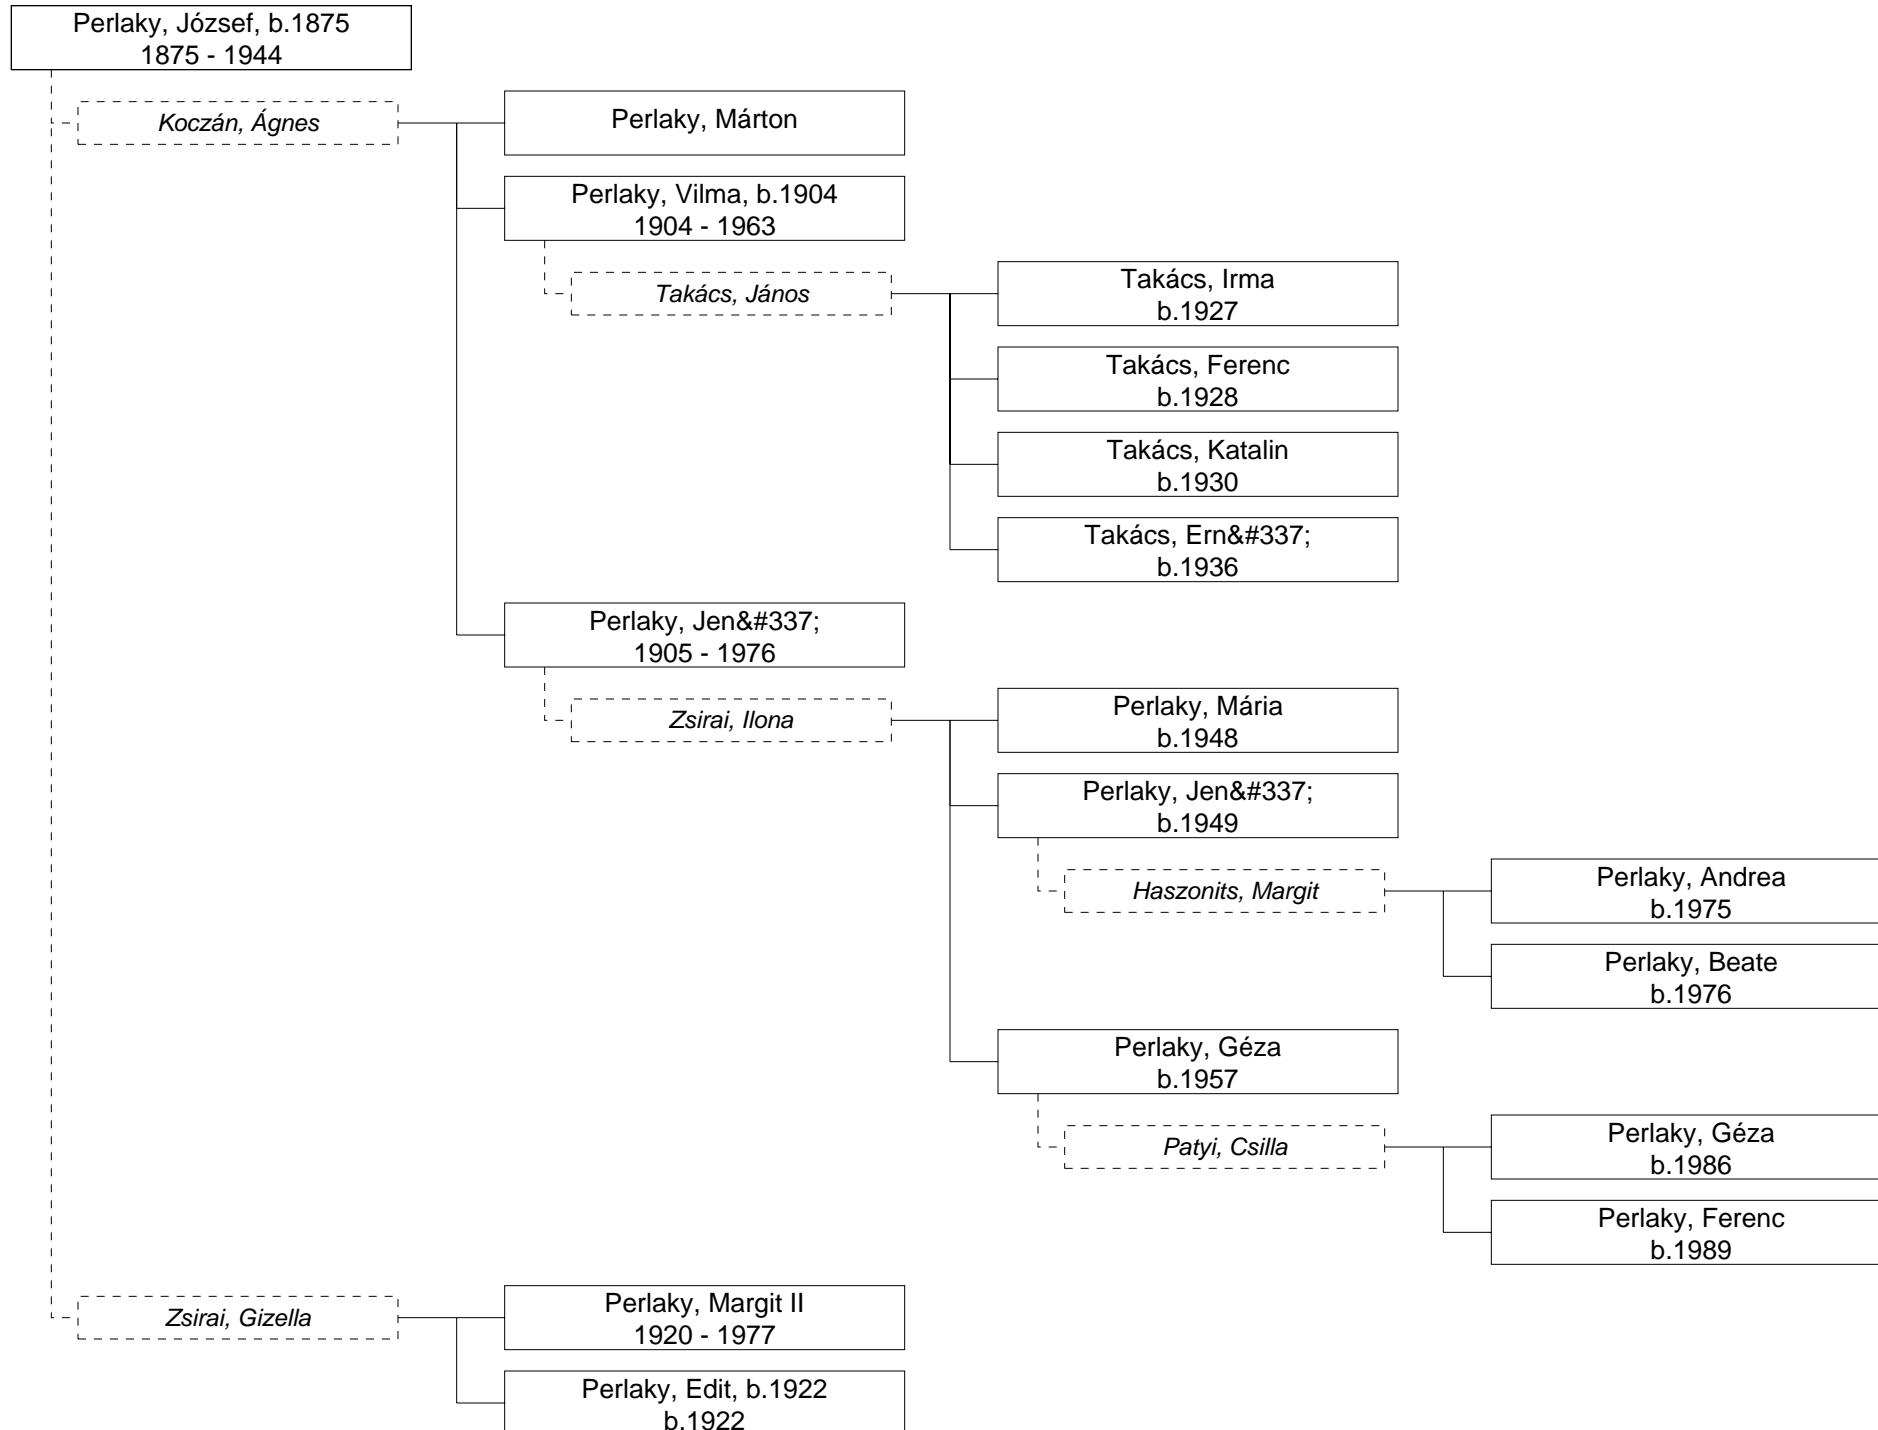 Perlaky, József, b.1875
1875 - 1944
Koczán, Ágnes
Perlaky, Márton
Perlaky, Vilma, b.1904
1904 - 1963
Takács, János
Takács, Irma
b.1927
Takács, Ferenc
b.1928
Takács, Katalin
b.1930
Takács, Ern&#337;
b.1936
Perlaky, Jen&#337;
1905 - 1976
Zsirai, Ilona
Perlaky, Mária
b.1948
Perlaky, Jen&#337;
b.1949
Haszonits, Margit
Perlaky, Andrea
b.1975
Perlaky, Beate
b.1976
Perlaky, Géza
b.1957
Patyi, Csilla
Perlaky, Géza
b.1986
Perlaky, Ferenc
b.1989
Zsirai, Gizella
Perlaky, Margit II
1920 - 1977
Perlaky, Edit, b.1922
b.1922